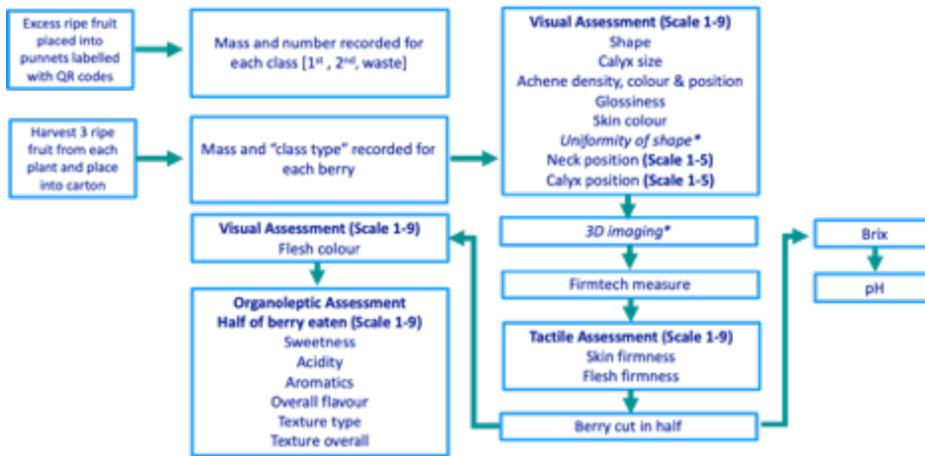 Excess ripe fruit
placed into
punnets labelled
with QR codes
Mass and number recorded for
each class [1st , 2nd, waste]
Harvest 3 ripe
fruit from each
plant and place
into carton
Mass and "class type" recorded for
each berry
Visual Assessment (Scale 1-9)
Shape
Calyx size
Achene density, colour & position
Glossiness
Skin colour
Uniformity of shape*
Neck position (Scale 1-5)
Calyx position (Scale 1-5)
3D imaging*
Firmtech measure
Tactile Assessment (Scale 1-9)
Skin firmness
Flesh firmness
Berry cut in half
Visual Assessment (Scale 1-9)
Flesh colour
Organoleptic Assessment
Half of berry eaten (Scale 1-9)
Sweetness
Acidity
Aromatics
Overall flavour
Texture type
Texture overall
Brix
pH